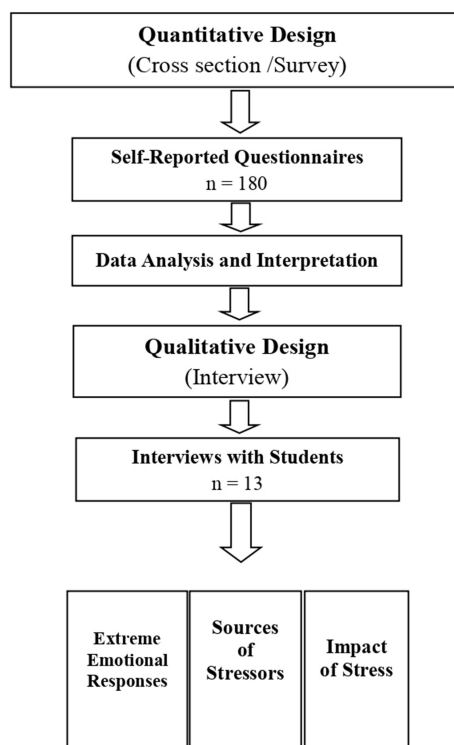 Quantitative Design
(Cross section /Survey)
Self-Reported Questionnaires
n = 180
Data Analysis and Interpretation
Qualitative Design
(Interview)
Interviews with Students
n = 13
Extreme
Emotional
Responses
Sources
of
Stressors
Impact
of Stress